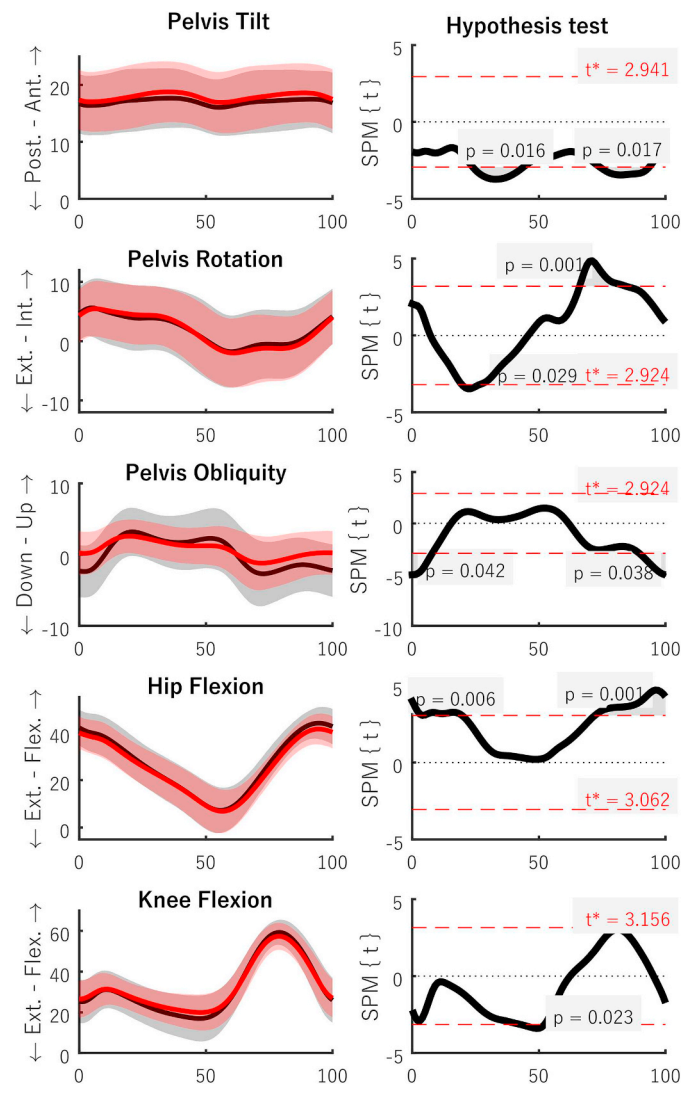 Pelvis Tilt
Hypothesis test
← Post. - Ant. →
20
10
0
0
50
100
SPM { t }
5
0
-5
t* = 2.941
p = 0.016
p = 0.017
0
50
100
Pelvis Rotation
← Ext. - Int. →
10
0
-10
0
50
100
SPM { t }
5
0
-5
p = 0.001
p = 0.029
t* = 2.924
0
50
100
Pelvis Obliquity
← Down - Up →
10
0
-10
0
50
100
SPM { t }
5
0
-5
-10
t* = 2.924
p = 0.042
p = 0.038
0
50
100
Hip Flexion
← Ext. - Flex. →
40
20
0
0
50
100
SPM { t }
5
0
-5
p = 0.006
p = 0.001
t* = 3.062
0
50
100
Knee Flexion
← Ext. - Flex. →
60
40
20
0
0
50
100
SPM { t }
5
0
-5
t* = 3.156
p = 0.023
0
50
100